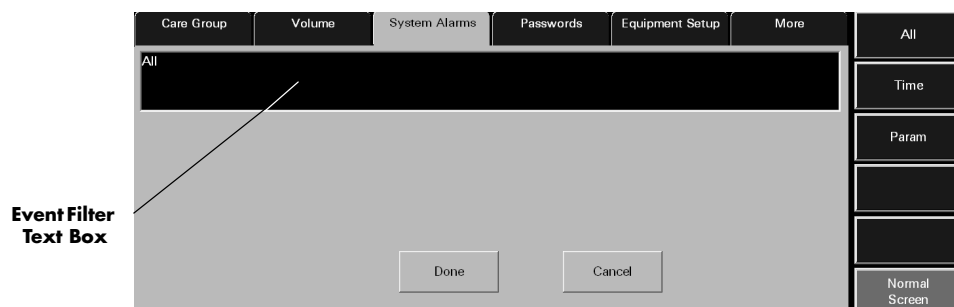 Care Group
Volume
System Alarms
Passwords
Equipment Setup
More
All
All
Time
Param
Event Filter
Text Box
Done
Cancel
Normal
Screen